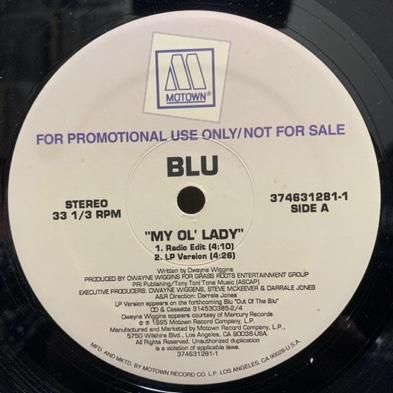 M
MOTOWN®
FOR PROMOTIONAL USE ONLY/NOT FOR SALE
BLU
STEREO
33 1/3 RPM
374631281-1
SIDE A
"MY OL' LADY"
1. Radio Edit (4:10)
2. LP Version (4:26)
Written by Dwayne Wiggins
PRODUCED BY DWAYNE WIGGINS FOR GRASS ROOTS ENTERTAINMENT GROUP
PRI Publishing/Tony Toni Tone Music (ASCAP)
EXECUTIVE PRODUCERS: DWAYNE WIGGINS, STEVE MCKEEVER & DARRALE JONES
A&R Direction: Darrale Jones
LP Version appears on the forthcoming Blu "Out Of The Blu"
CD & Cassette 314530385-2/4
Dwayne Wiggins appears courtesy of Mercury Records
© ℗ 1995 Motown Record Company, L.P.
Manufactured and Marketed by Motown Record Company, L.P.,
5750 Wilshire Blvd., Los Angeles, CA 90036-USA.
All Rights Reserved. Unauthorized duplication
is a violation of applicable laws.
374631281-1
MFD. AND MKTD. BY MOTOWN RECORD CO. L.P. LOS ANGELES, CA 90028-U.S.A.